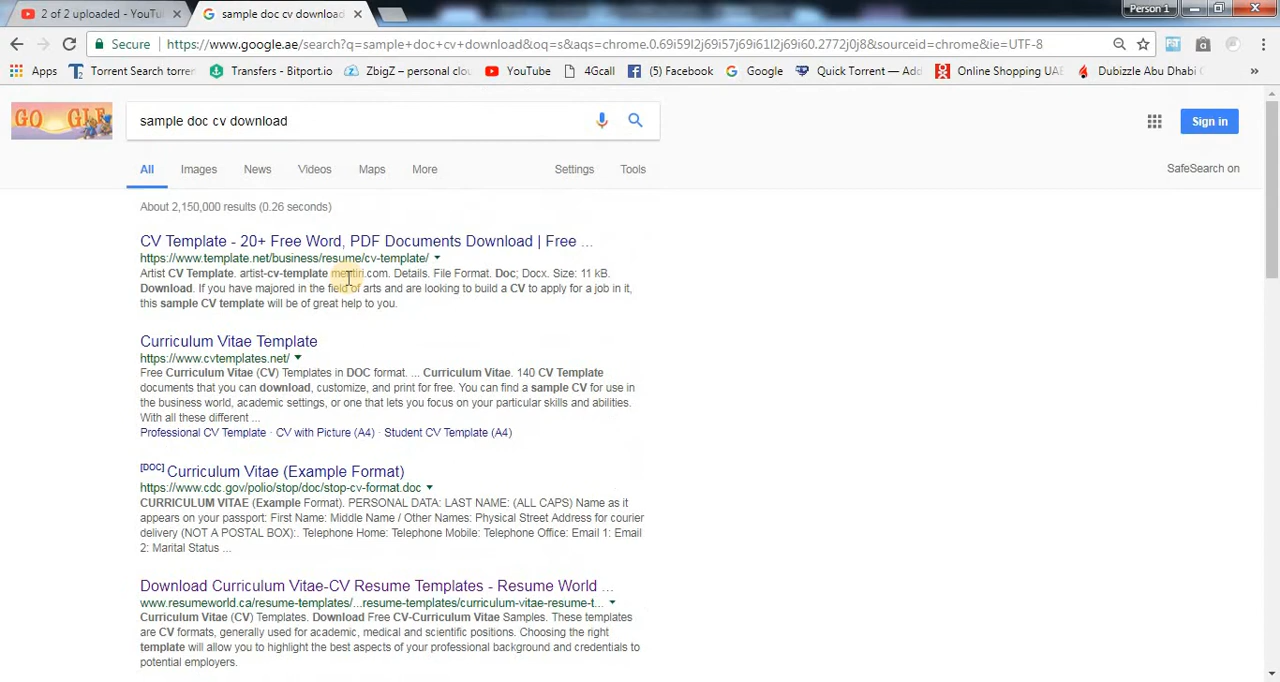 2 of 2 uploaded - YouTu
sample doc cv download
Person 1
Secure
https://www.google.ae/search?q=sample+doc+cv+download&oq=s&aqs=chrome.0.69i59l2j69i57j69i61l2j69i60.2772j0j8&sourceid=chrome&ie=UTF-8
Apps
Torrent Search torren
Transfers - Bitport.io
ZbigZ – personal clou
YouTube
4Gcall
(5) Facebook
Google
Quick Torrent — Add
Online Shopping UAE
Dubizzle Abu Dhabi
»
sample doc cv download
Sign in
All
Images
News
Videos
Maps
More
Settings
Tools
SafeSearch on
About 2,150,000 results (0.26 seconds)
CV Template - 20+ Free Word, PDF Documents Download | Free ...
https://www.template.net/business/resume/cv-template/
Artist CV Template. artist-cv-template .com. Details. File Format. Doc; Docx. Size: 11 kB.
Download. If you have majored in the field of arts and are looking to build a CV to apply for a job in it,
this sample CV template will be of great help to you.
Curriculum Vitae Template
https://www.cvtemplates.net/
Free Curriculum Vitae (CV) Templates in DOC format. ... Curriculum Vitae. 140 CV Template
documents that you can download, customize, and print for free. You can find a sample CV for use in
the business world, academic settings, or one that lets you focus on your particular skills and abilities.
With all these different ...
Professional CV Template · CV with Picture (A4) · Student CV Template (A4)
[DOC] Curriculum Vitae (Example Format)
https://www.cdc.gov/polio/stop/doc/stop-cv-format.doc
CURRICULUM VITAE (Example Format). PERSONAL DATA: LAST NAME: (ALL CAPS) Name as it
appears on your passport: First Name: Middle Name / Other Names: Physical Street Address for courier
delivery (NOT A POSTAL BOX):. Telephone Home: Telephone Mobile: Telephone Office: Email 1: Email
2: Marital Status ...
Download Curriculum Vitae-CV Resume Templates - Resume World ...
www.resumeworld.ca/resume-templates/...resume-templates/curriculum-vitae-resume-t...
Curriculum Vitae (CV) Templates. Download Free CV-Curriculum Vitae Samples. These templates
are CV formats, generally used for academic, medical and scientific positions. Choosing the right
template will allow you to highlight the best aspects of your professional background and credentials to
potential employers.